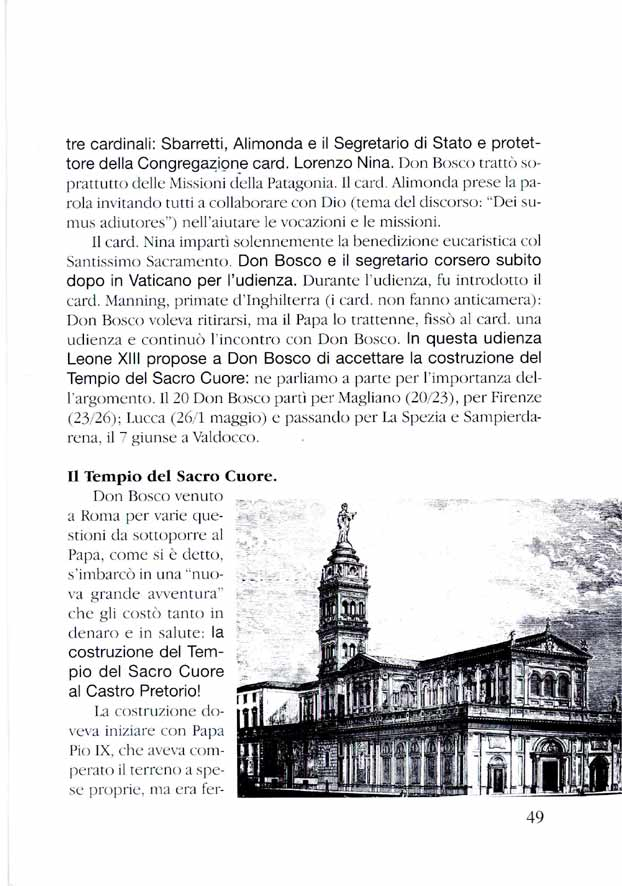 tre cardinali: Sbarretti, Alimonda e il Segretario di Stato e protet-
tore della Congregazione card. Lorenzo Nina. Don Bosco trattò so-
prattutto delle Missioni della Patagonia. Il card. Alimonda prese la pa-
rola invitando tutti a collaborare con Dio (tema del discorso: “Dei su-
mus adiutores”) nell’aiutare le vocazioni e le missioni.
Il card. Nina impartì solennemente la benedizione eucaristica col
Santissimo Sacramento. Don Bosco e il segretario corsero subito
dopo in Vaticano per l’udienza. Durante l’udienza, fu introdotto il
card. Manning, primate d’Inghilterra (i card. non fanno anticamera):
Don Bosco voleva ritirarsi, ma il Papa lo trattenne, fissò al card. una
udienza e continuò l’incontro con Don Bosco. In questa udienza
Leone XIII propose a Don Bosco di accettare la costruzione del
Tempio del Sacro Cuore: ne parliamo a parte per l’importanza del-
l’argomento. Il 20 Don Bosco partì per Magliano (20/23), per Firenze
(23/26); Lucca (26/1 maggio) e passando per La Spezia e Sampierda-
rena, il 7 giunse a Valdocco.
Il Tempio del Sacro Cuore.
Don Bosco venuto
a Roma per varie que-
stioni da sottoporre al
Papa, come si è detto,
s’imbarcò in una “nuo-
va grande avventura”
che gli costò tanto in
denaro e in salute: la
costruzione del Tem-
pio del Sacro Cuore
al Castro Pretorio!
La costruzione do-
veva iniziare con Papa
Pio IX, che aveva com-
perato il terreno a spe-
se proprie, ma era fer-
49